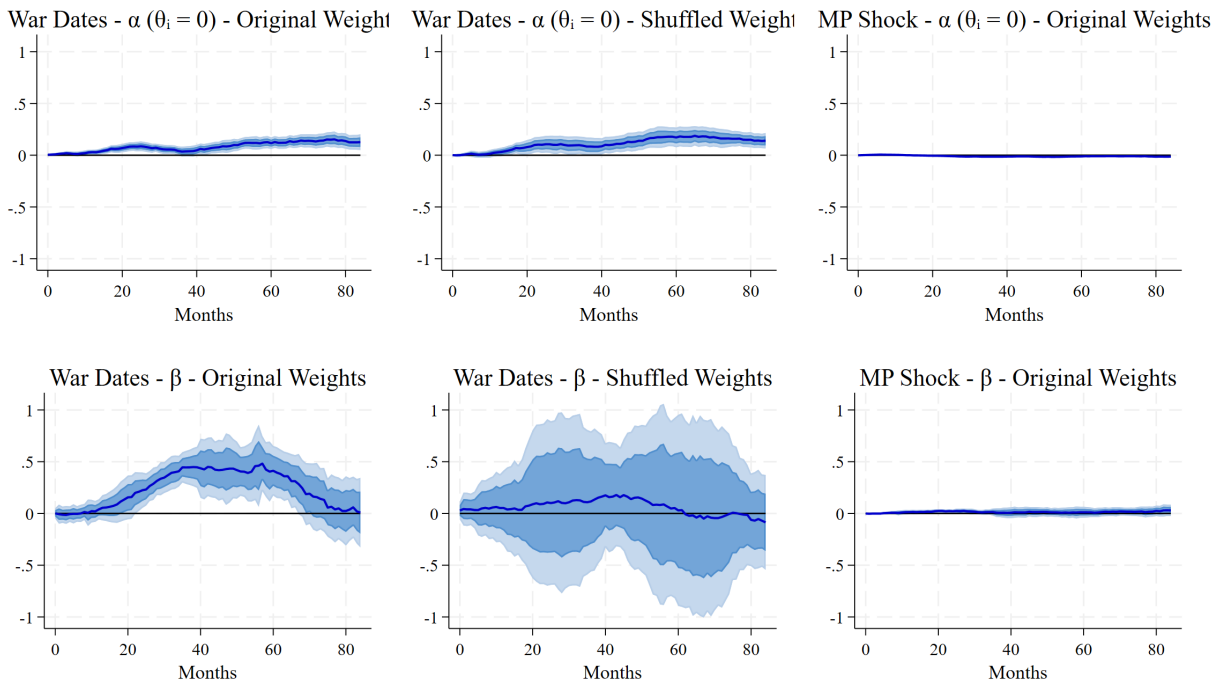 War Dates - α (θᵢ = 0) - Original Weight
War Dates - α (θᵢ = 0) - Shuffled Weight
MP Shock - α (θᵢ = 0) - Original Weights
1
.5
0
-.5
-1
0 20 40 60 80
Months
1
.5
0
-.5
-1
0 20 40 60 80
Months
1
.5
0
-.5
-1
0 20 40 60 80
Months
War Dates - β - Original Weights
War Dates - β - Shuffled Weights
MP Shock - β - Original Weights
1
.5
0
-.5
-1
0 20 40 60 80
Months
1
.5
0
-.5
-1
0 20 40 60 80
Months
1
.5
0
-.5
-1
0 20 40 60 80
Months